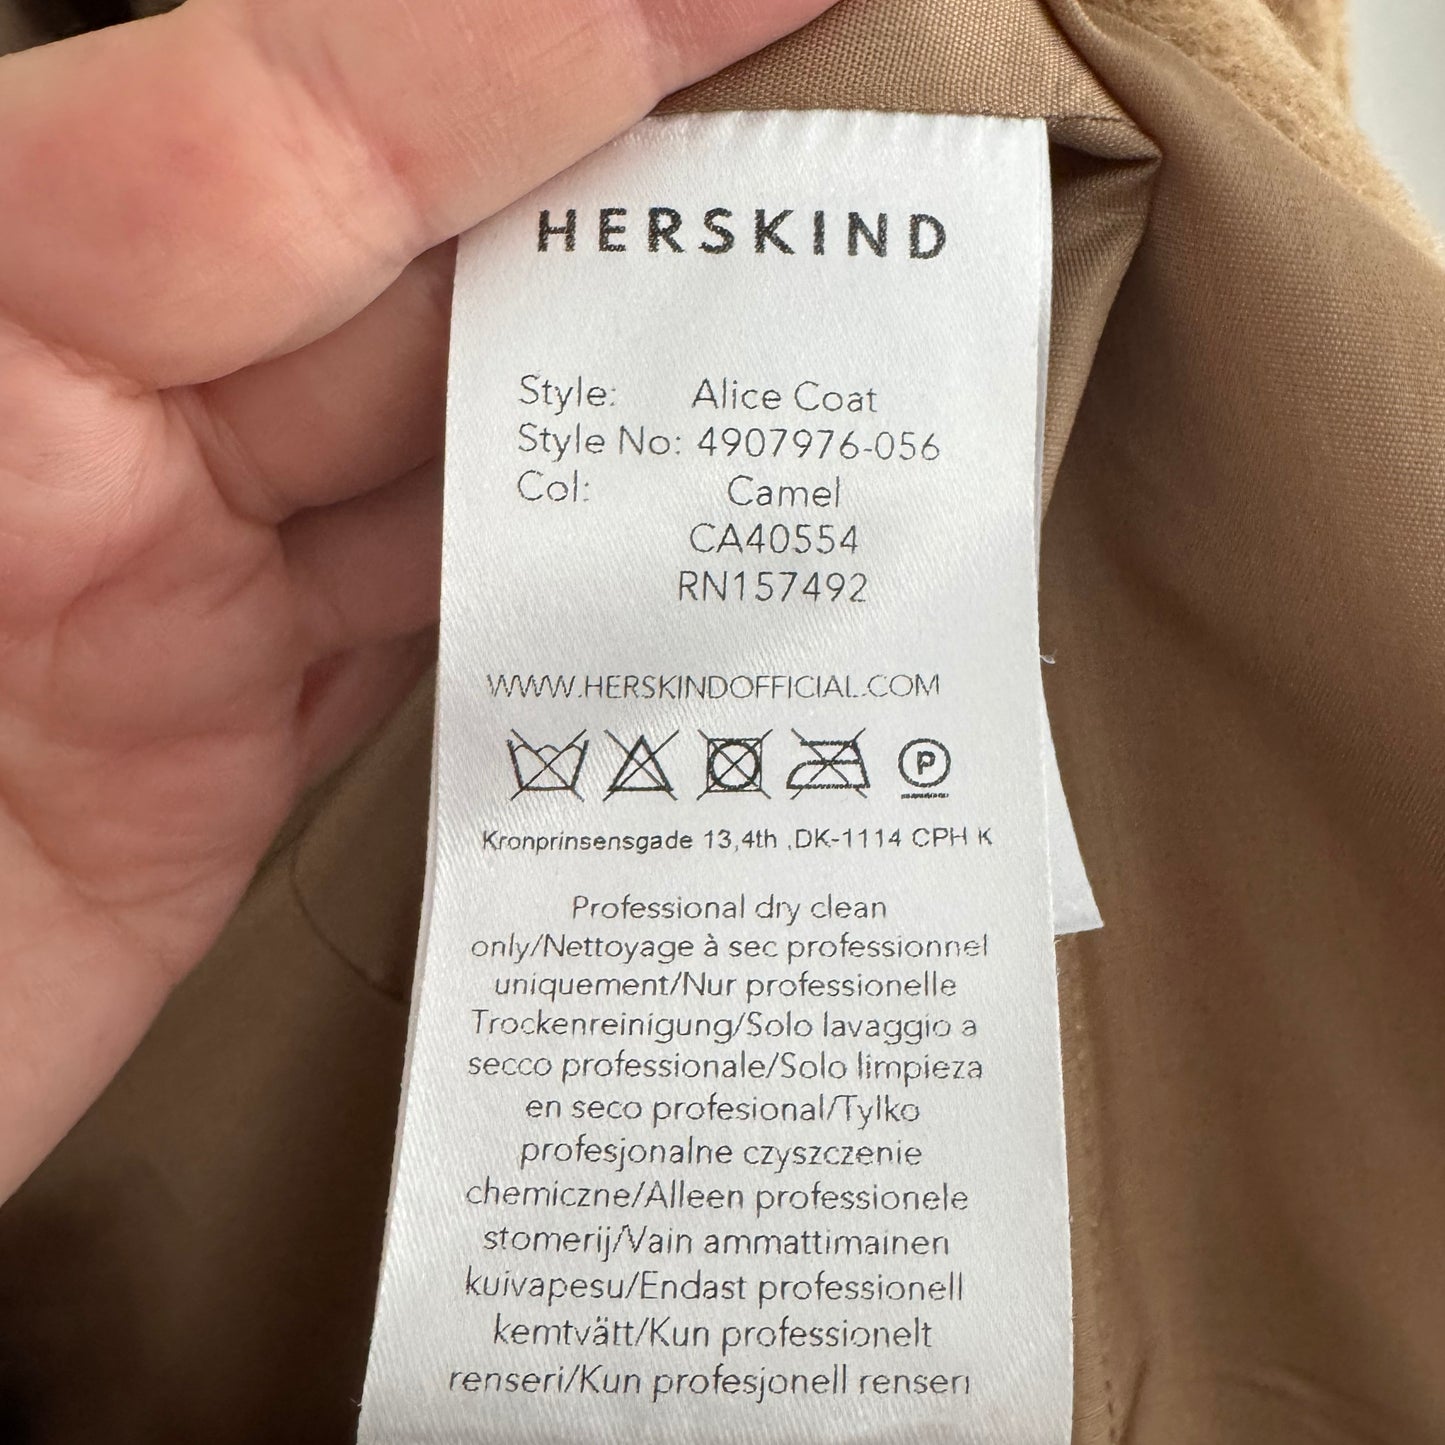 HERSKIND
Style: Alice Coat
Style No: 4907976-056
Col: Camel
CA40554
RN157492
WWW.HERSKINDOFFICIAL.COM
P
Kronprinsensgade 13,4th ,DK-1114 CPH K
Professional dry clean
only/Nettoyage à sec professionnel
uniquement/Nur professionelle
Trockenreinigung/Solo lavaggio a
secco professionale/Solo limpieza
en seco profesional/Tylko
profesjonalne czyszczenie
chemiczne/Alleen professionele
stomerij/Vain ammattimainen
kuivapesu/Endast professionell
kemtvätt/Kun professionelt
renseri/Kun profesjonell renseri